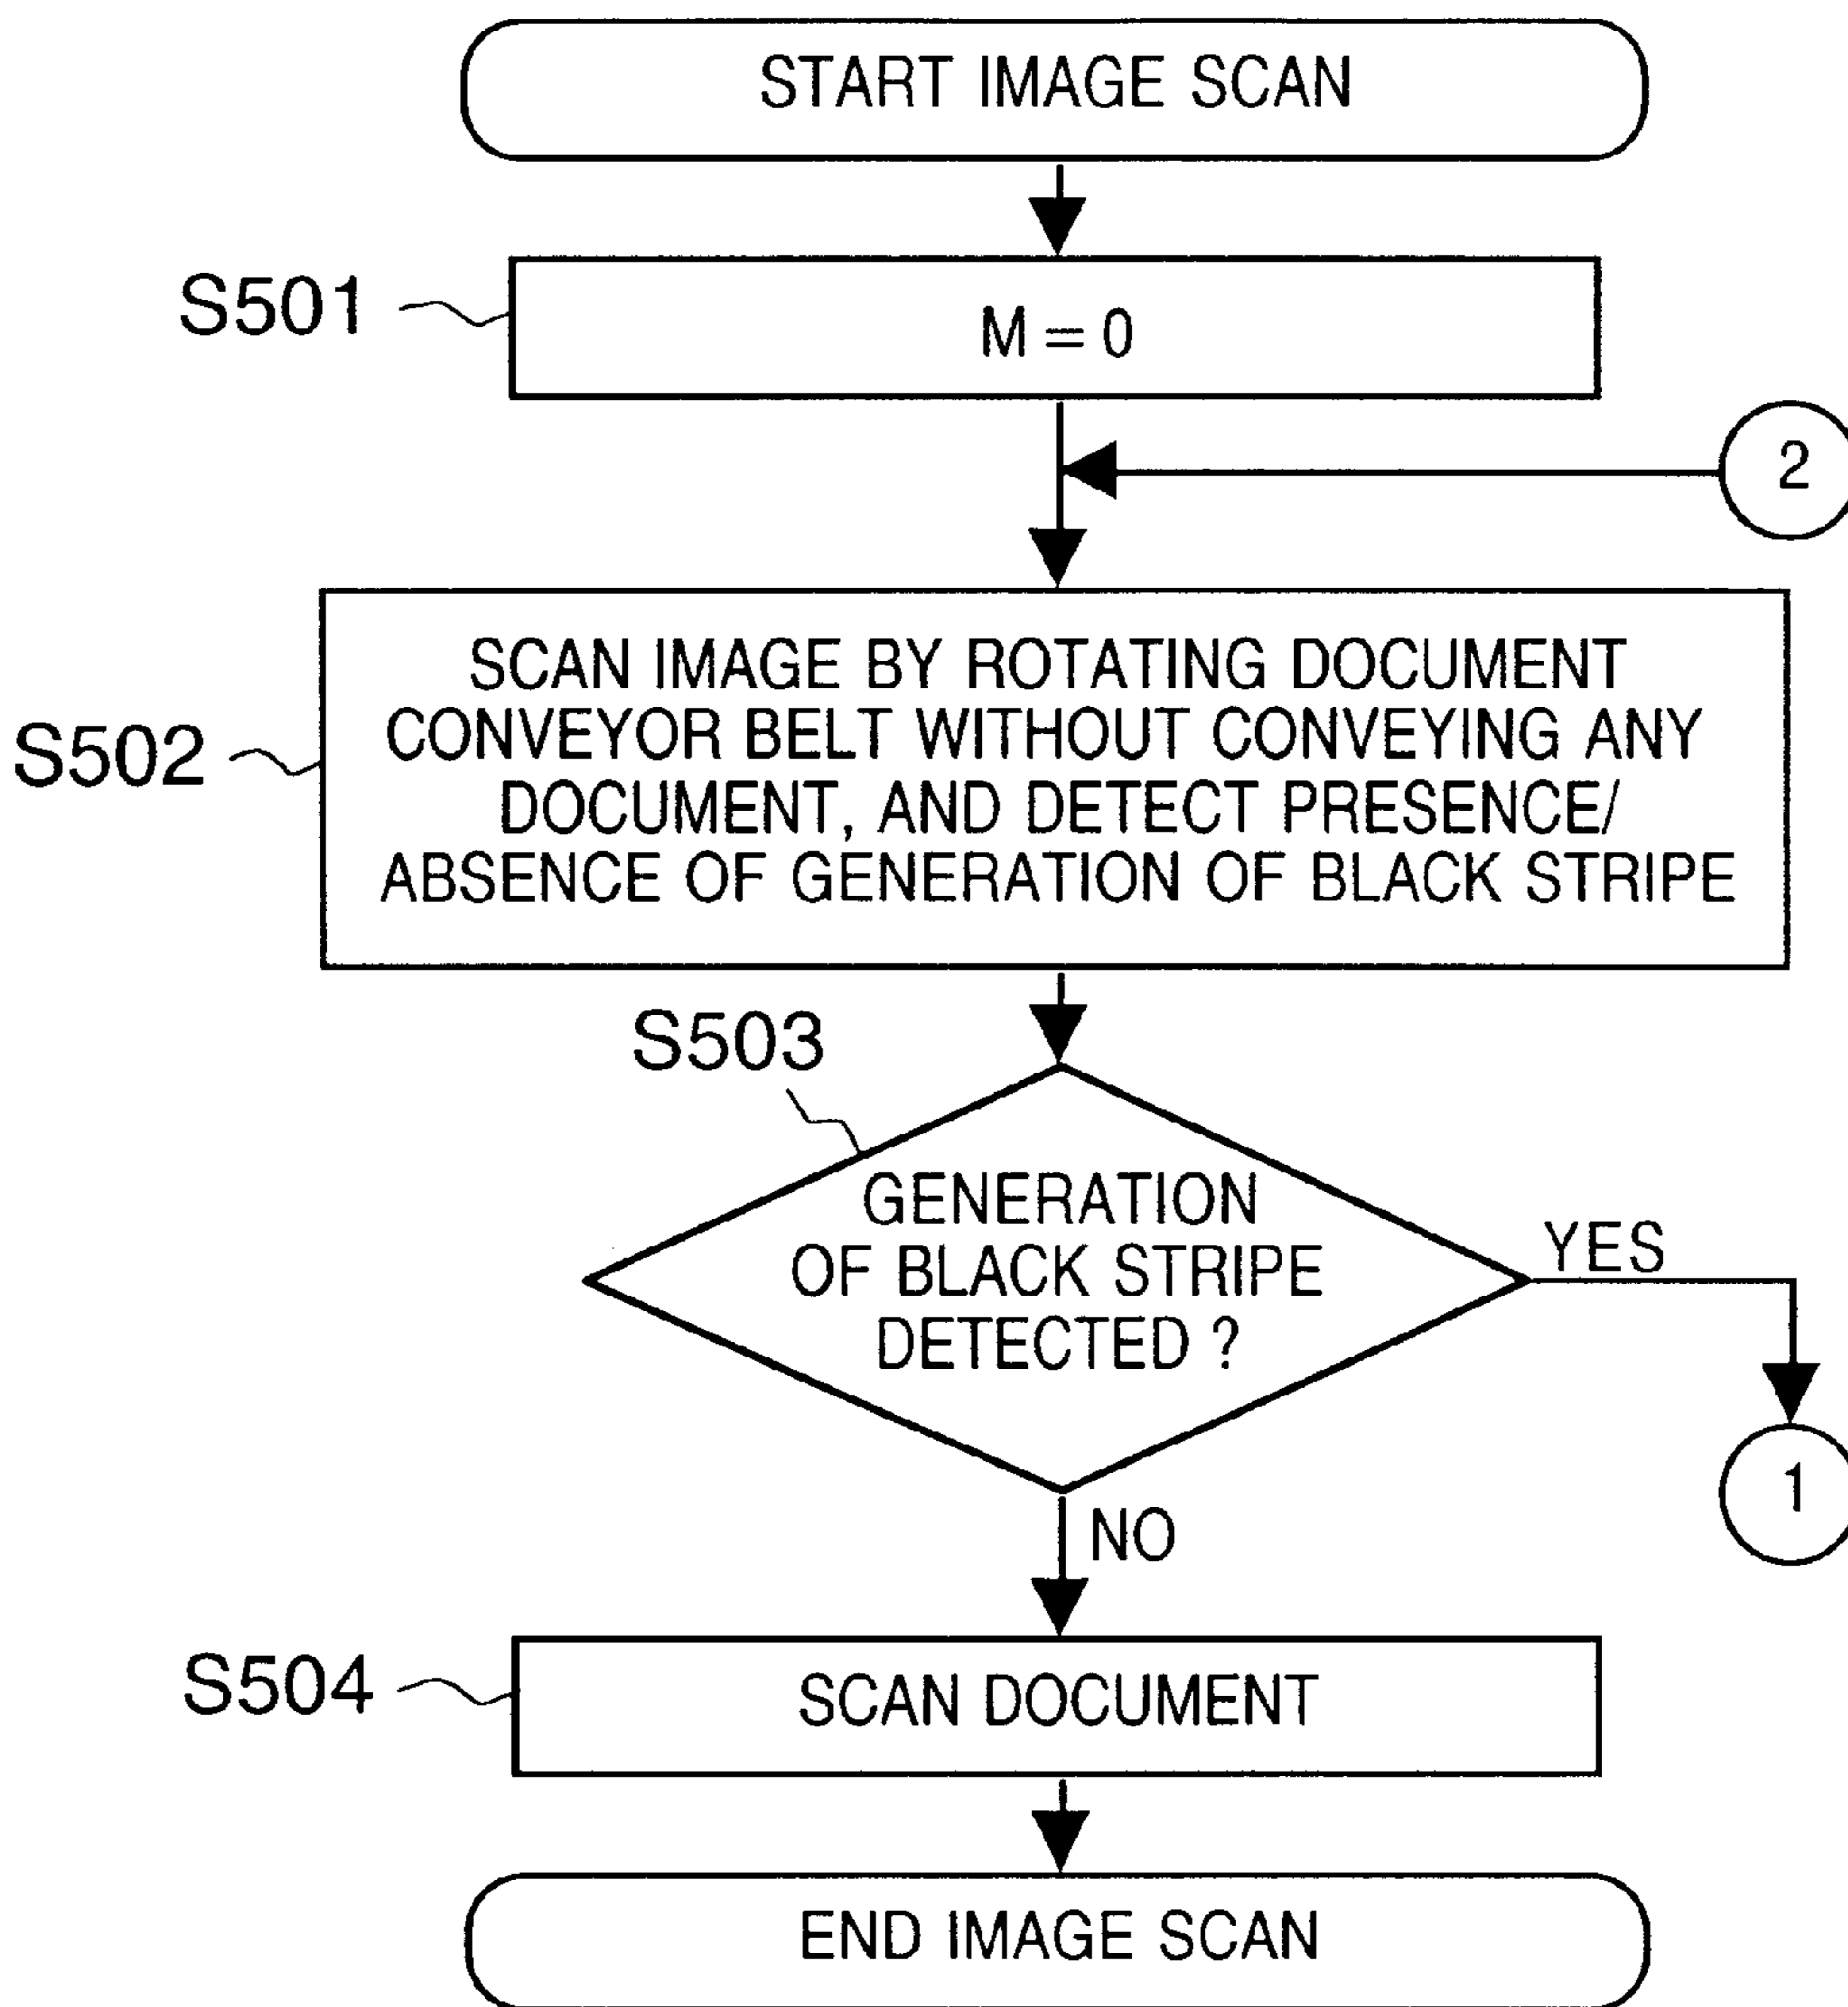 START IMAGE SCAN
S501
M = 0
2
S502
SCAN IMAGE BY ROTATING DOCUMENT
CONVEYOR BELT WITHOUT CONVEYING ANY
DOCUMENT, AND DETECT PRESENCE/
ABSENCE OF GENERATION OF BLACK STRIPE
S503
GENERATION
OF BLACK STRIPE
DETECTED ?
YES
1
NO
S504
SCAN DOCUMENT
END IMAGE SCAN